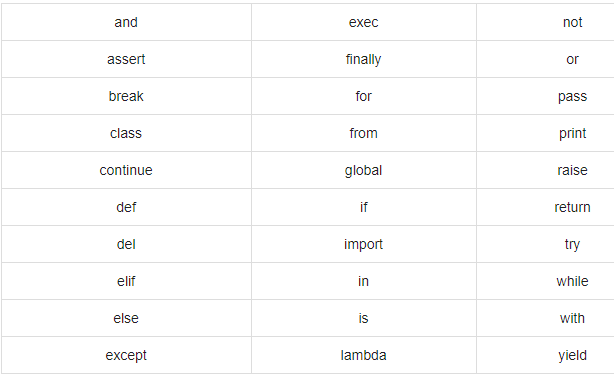 and exec not
assert finally or
break for pass
class from print
continue global raise
def if return
del import try
elif in while
else is with
except lambda yield